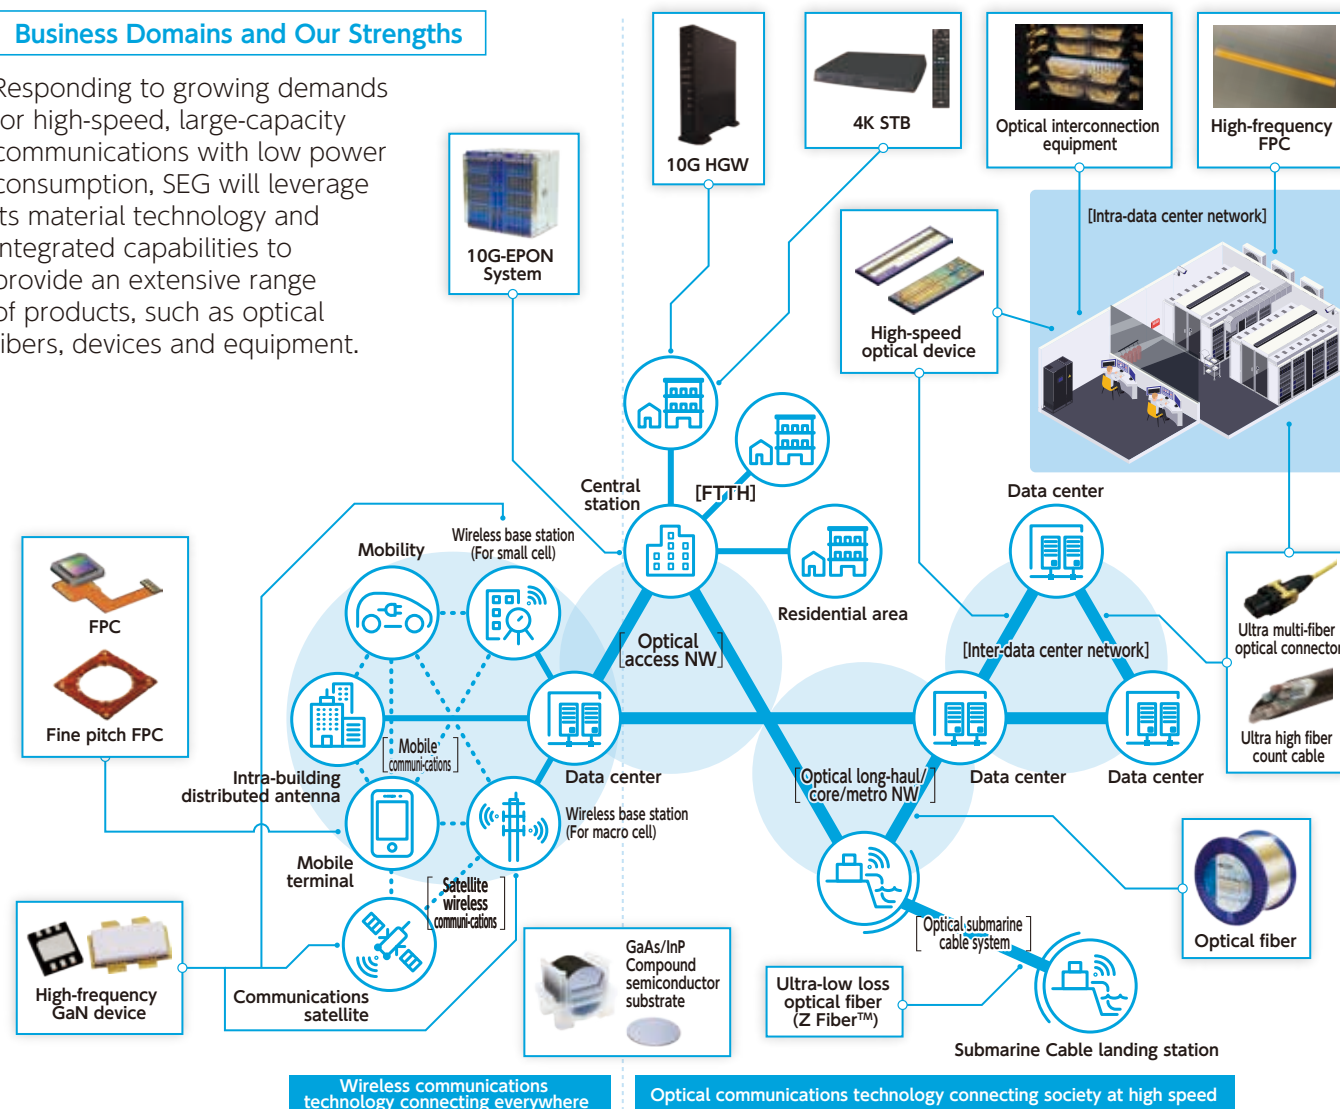 Business Domains and Our Strengths
Responding to growing demands
for high-speed, large-capacity
communications with low power
consumption, SEG will leverage
its material technology and
integrated capabilities to
provide an extensive range
of products, such as optical
fibers, devices and equipment.
10G-EPON
System
10G HGW
4K STB
Optical interconnection
equipment
High-frequency
FPC
[Intra-data center network]
High-speed
optical device
Central
station
[FTTH]
Residential area
Data center
Mobility
Wireless base station
(For small cell)
FPC
Fine pitch FPC
[Optical
access NW]
[Inter-data center network]
Ultra multi-fiber
optical connector
Ultra high fiber
count cable
Intra-building
distributed antenna
[Mobile
communi-cations]
Data center
[Optical long-haul/
core/metro NW]
Data center
Data center
Wireless base station
(For macro cell)
Mobile
terminal
[Satellite
wireless
communi-cations]
High-frequency
GaN device
Communications
satellite
GaAs/InP
Compound
semiconductor
substrate
[Optical submarine
cable system]
Optical fiber
Ultra-low loss
optical fiber
(Z Fiber™)
Submarine Cable landing station
Wireless communications
technology connecting everywhere
Optical communications technology connecting society at high speed